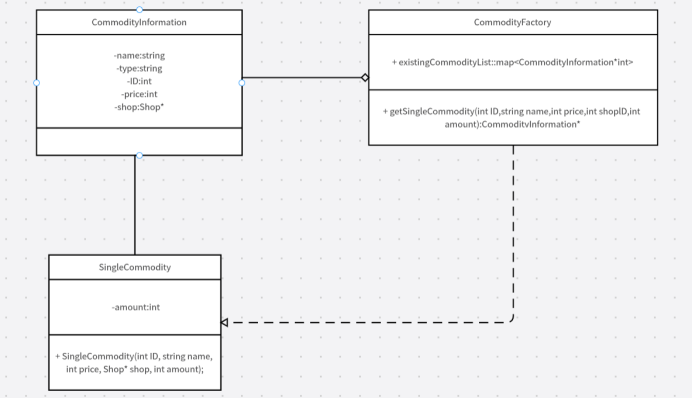 CommodityInformation
-name:string
-type:string
-ID:int
-price:int
-shop:Shop*
CommodityFactory
+ existingCommodityList::map<CommodityInformation*int>
+ getSingleCommodity(int ID,string name,int price,int shopID,int
amount):CommodityInformation*
SingleCommodity
-amount:int
+ SingleCommodity(int ID, string name,
int price, Shop* shop, int amount);